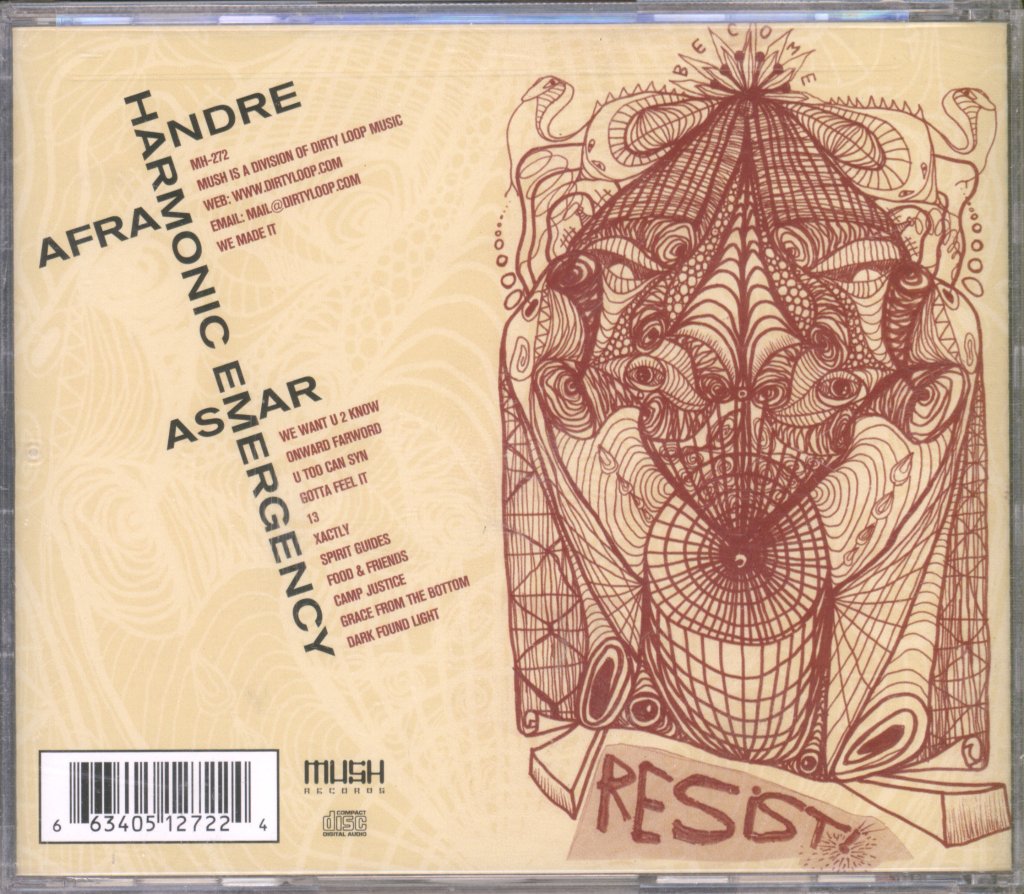 BECOME
ANDRE
AFRAM
ASMAR
HARMONIC EMERGENCY
MH-272
MUSH IS A DIVISION OF DIRTY LOOP MUSIC
WEB: WWW.DIRTYLOOP.COM
EMAIL: MAIL@DIRTYLOOP.COM
WE MADE IT
WE WANT U 2 KNOW
ONWARD FARWORD
U TOO CAN SYN
GOTTA FEEL IT
13
XACTLY
SPIRIT GUIDES
FOOD & FRIENDS
CAMP JUSTICE
GRACE FROM THE BOTTOM
DARK FOUND LIGHT
RESIST
MUSH
RECORDS
COMPACT
disc
DIGITAL AUDIO
6 63405 12722 4